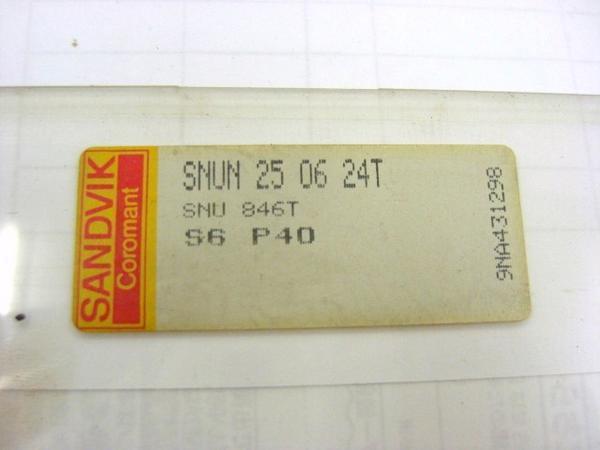 SANDVIK
Coromant
SNUN 25 06 24T
SNU 846T
S6 P40
9NA431298